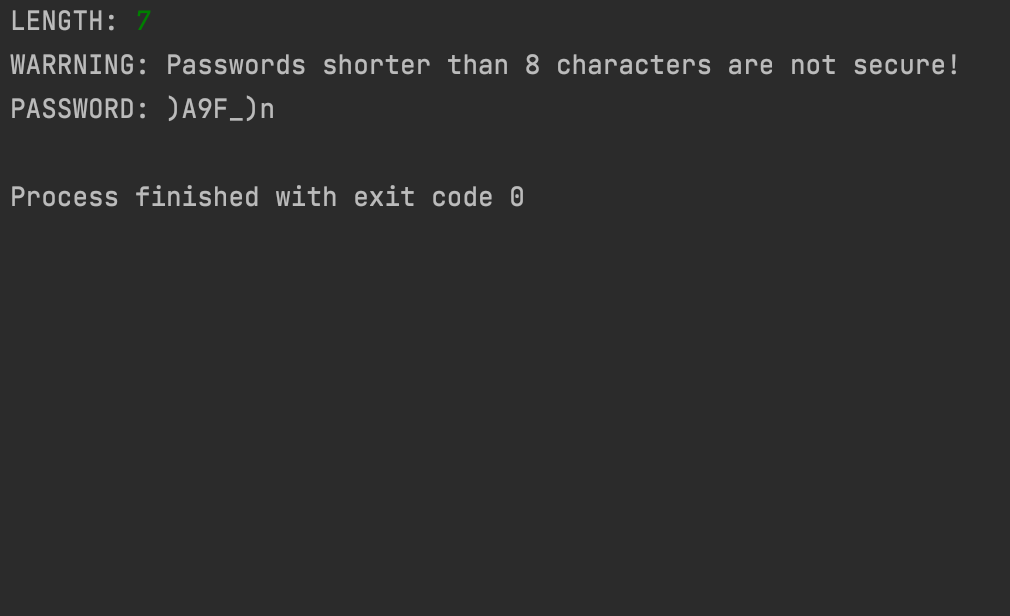 LENGTH: 7
WARRNING: Passwords shorter than 8 characters are not secure!
PASSWORD: )A9F_)n
Process finished with exit code 0